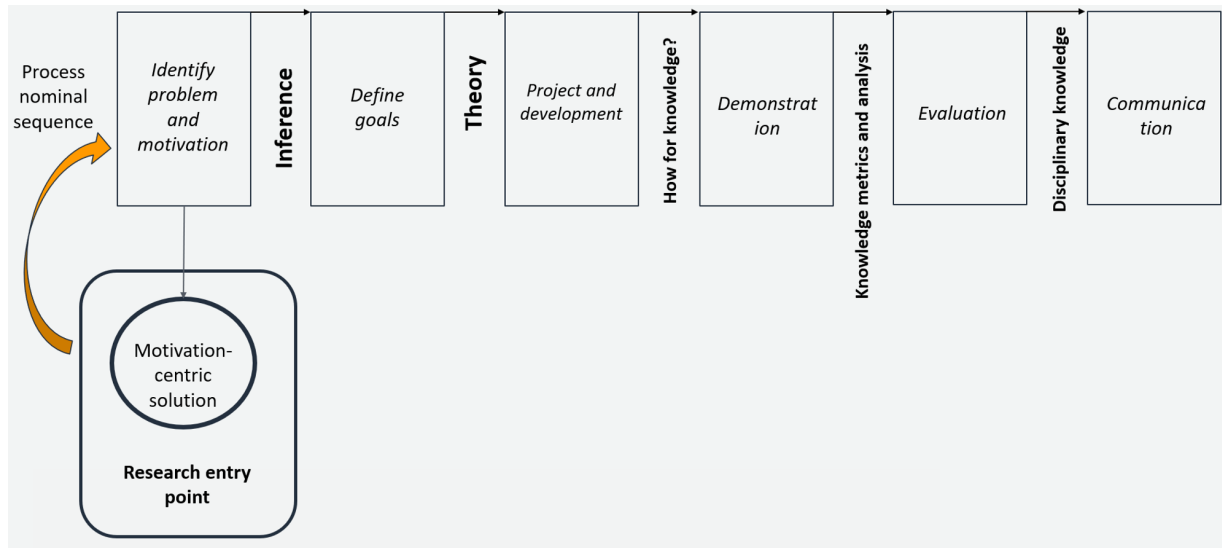 Process
nominal
sequence
Identify
problem
and
motivation
Inference
Define
goals
Theory
Project and
development
How for knowledge?
Demonstrat
ion
Knowledge metrics and analysis
Evaluation
Disciplinary knowledge
Communica
tion
Motivation-
centric
solution
Research entry
point